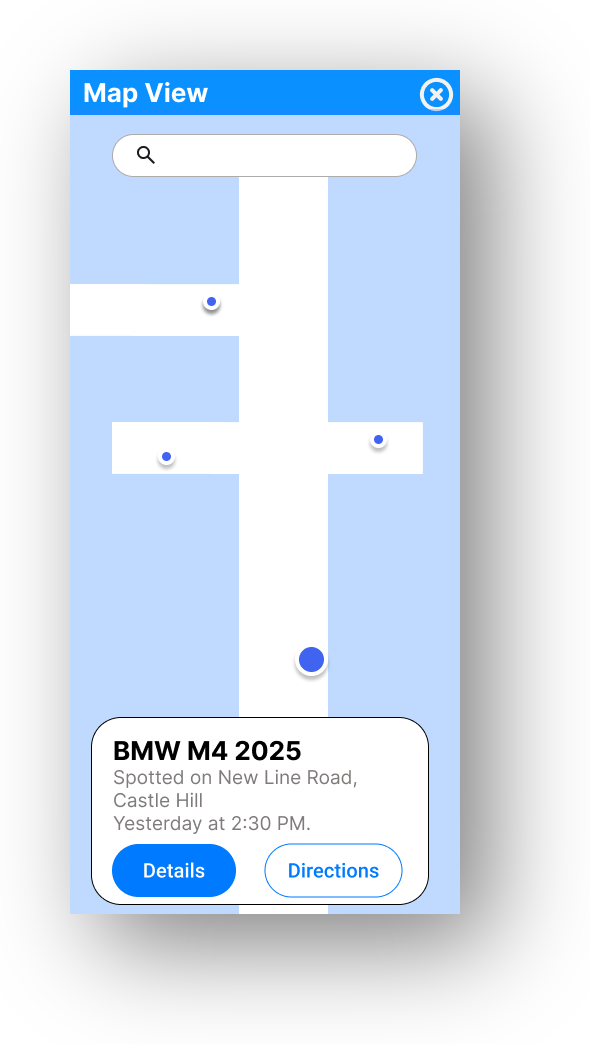 Map View
BMW M4 2025
Spotted on New Line Road,
Castle Hill
Yesterday at 2:30 PM.
Details
Directions